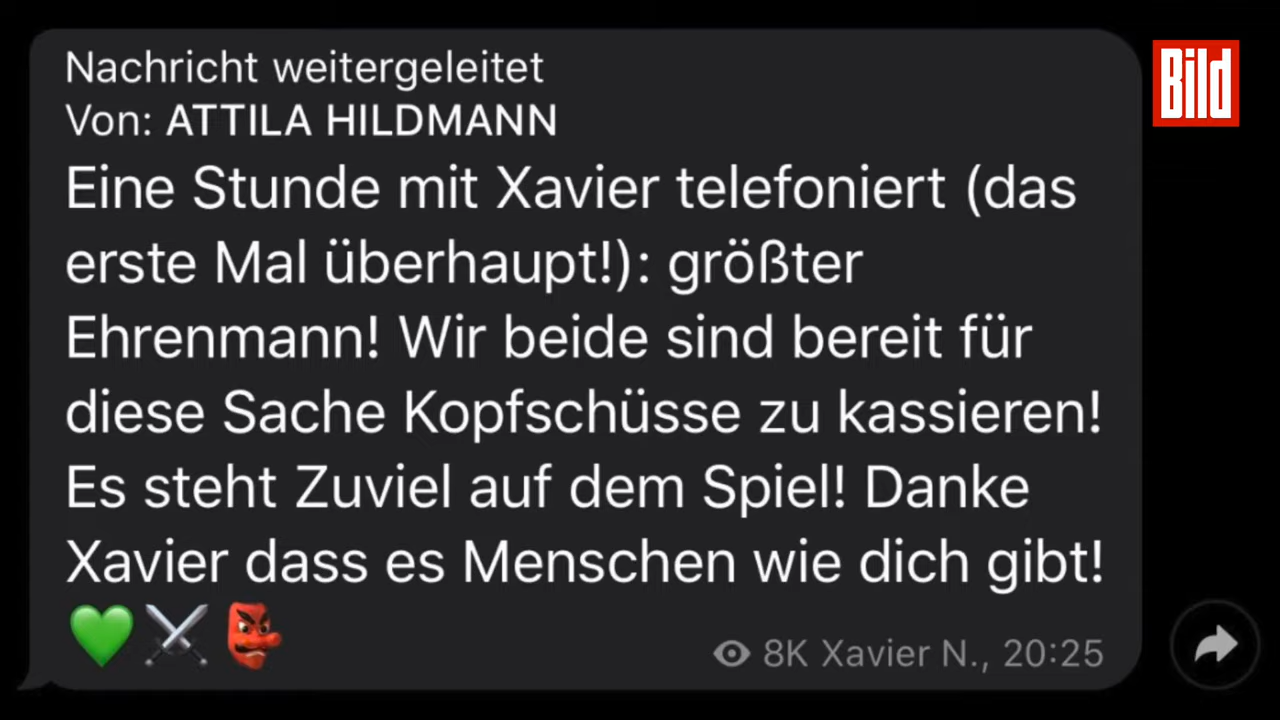 Nachricht weitergeleitet
Von: ATTILA HILDMANN
Eine Stunde mit Xavier telefoniert (das
erste Mal überhaupt!): größter
Ehrenmann! Wir beide sind bereit für
diese Sache Kopfschüsse zu kassieren!
Es steht Zuviel auf dem Spiel! Danke
Xavier dass es Menschen wie dich gibt!
💚⚔️👺
8K Xavier N., 20:25
Bild